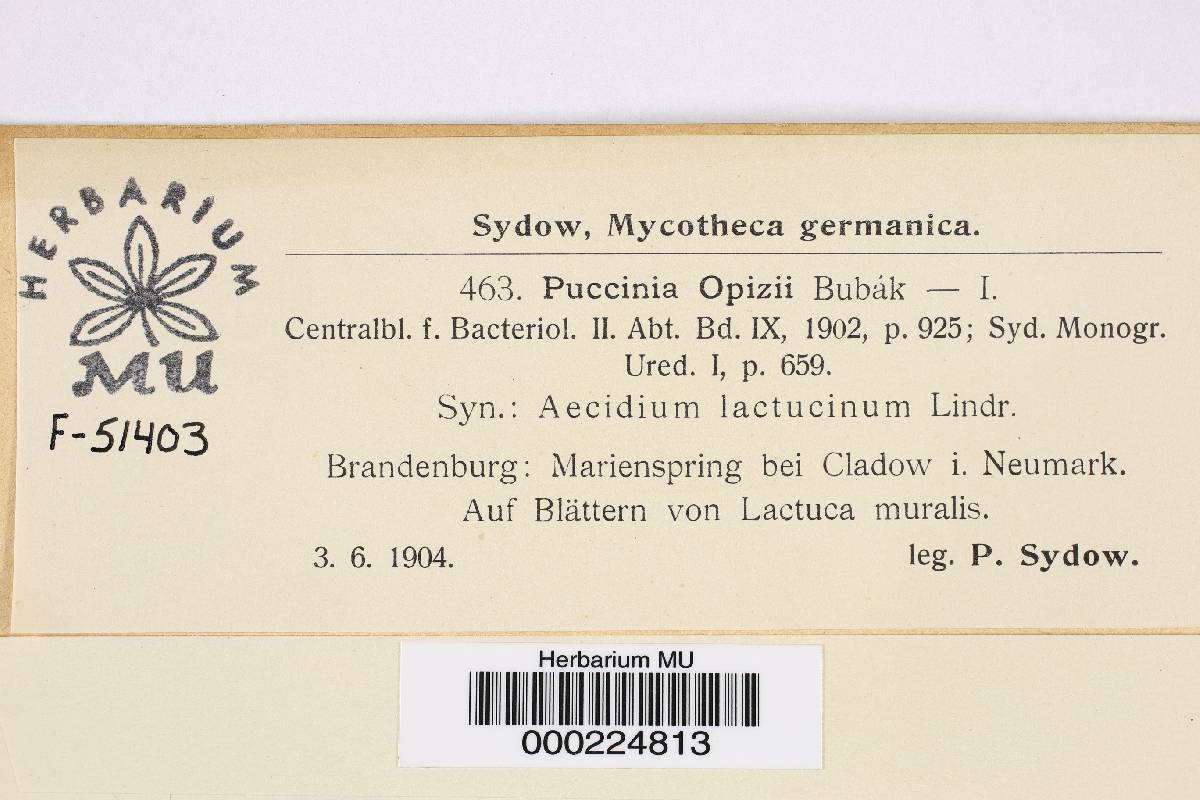 HERBARIUM
MU
F-51403
Sydow, Mycotheca germanica.
463. Puccinia Opizii Bubák — I.
Centralbl. f. Bacteriol. II. Abt. Bd. IX, 1902, p. 925; Syd. Monogr.
Ured. I, p. 659.
Syn.: Aecidium lactucinum Lindr.
Brandenburg: Marienspring bei Cladow i. Neumark.
Auf Blättern von Lactuca muralis.
3. 6. 1904. leg. P. Sydow.
Herbarium MU
000224813